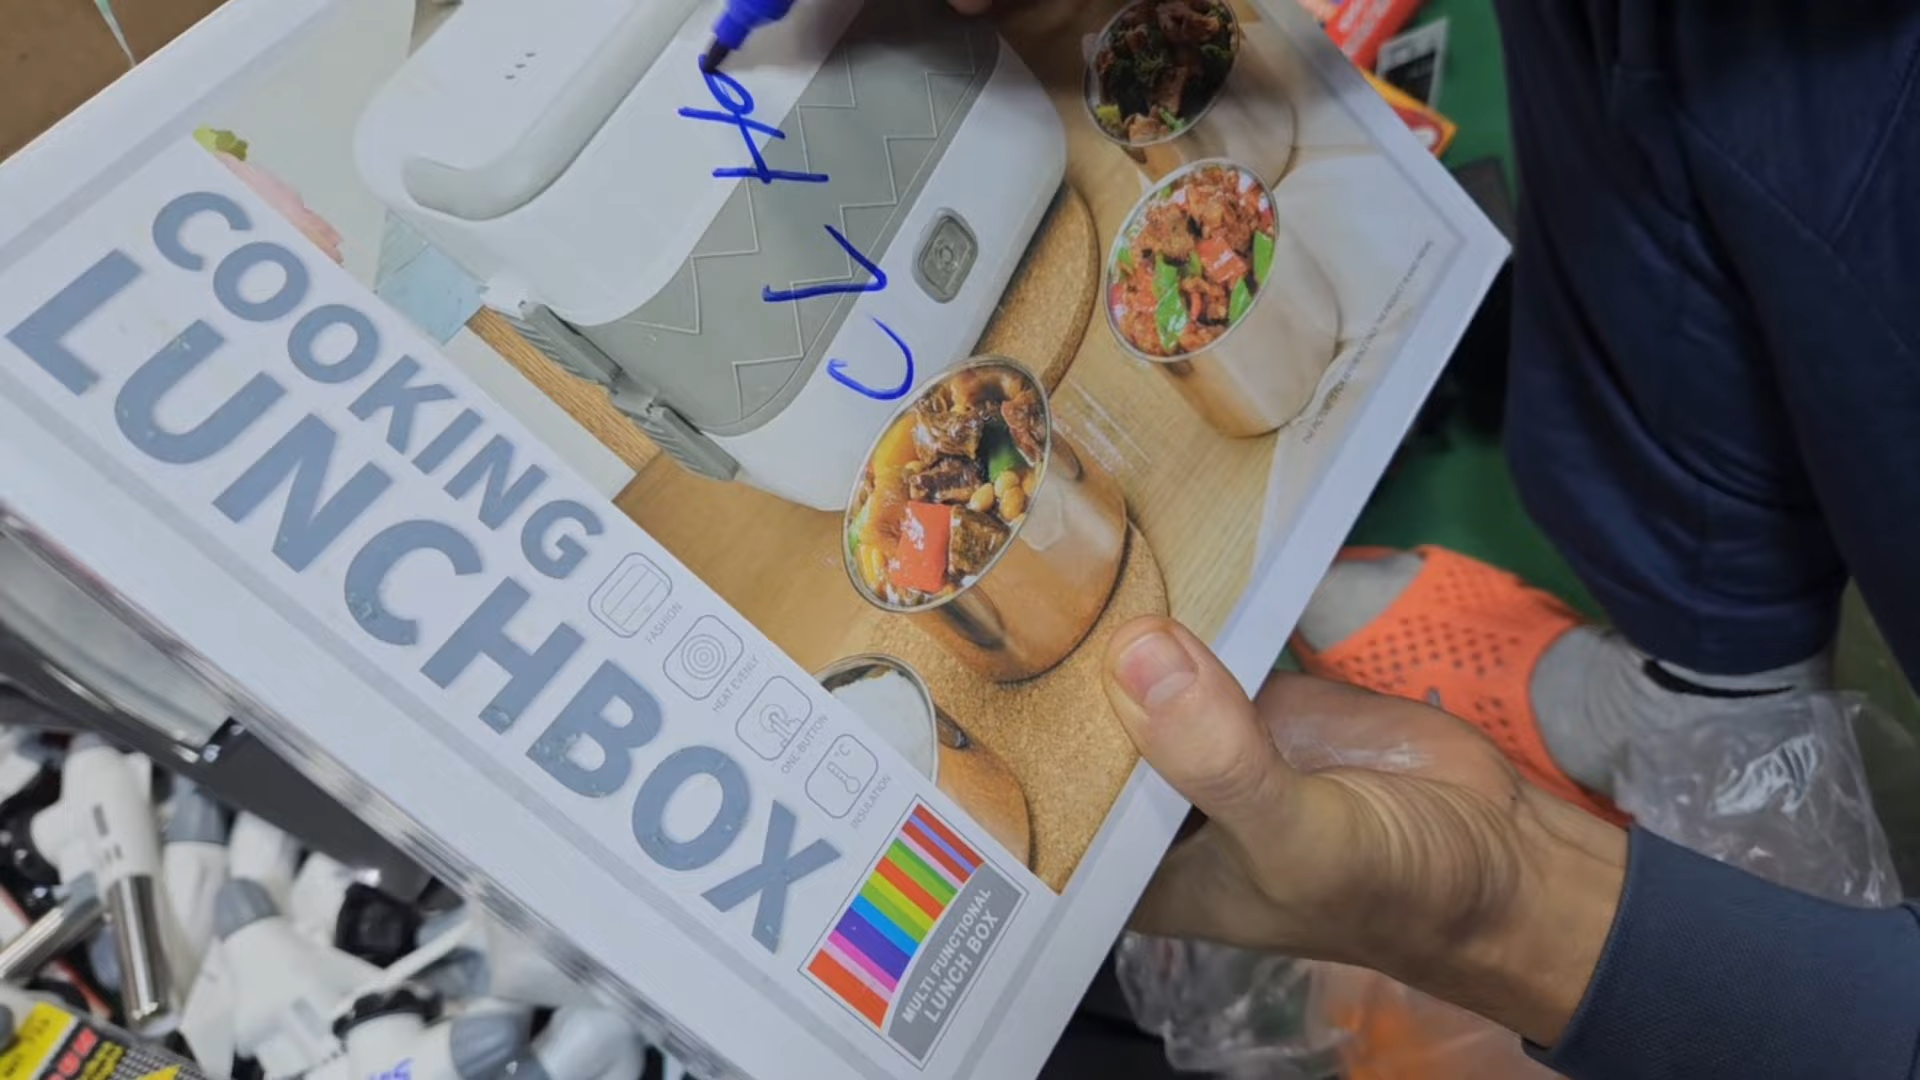 COOKING
LUNCHBOX
FASHION
HEAT EVENLY
ONE-BUTTON
INSULATION
°C
MULTI FUNCTIONAL
LUNCH BOX